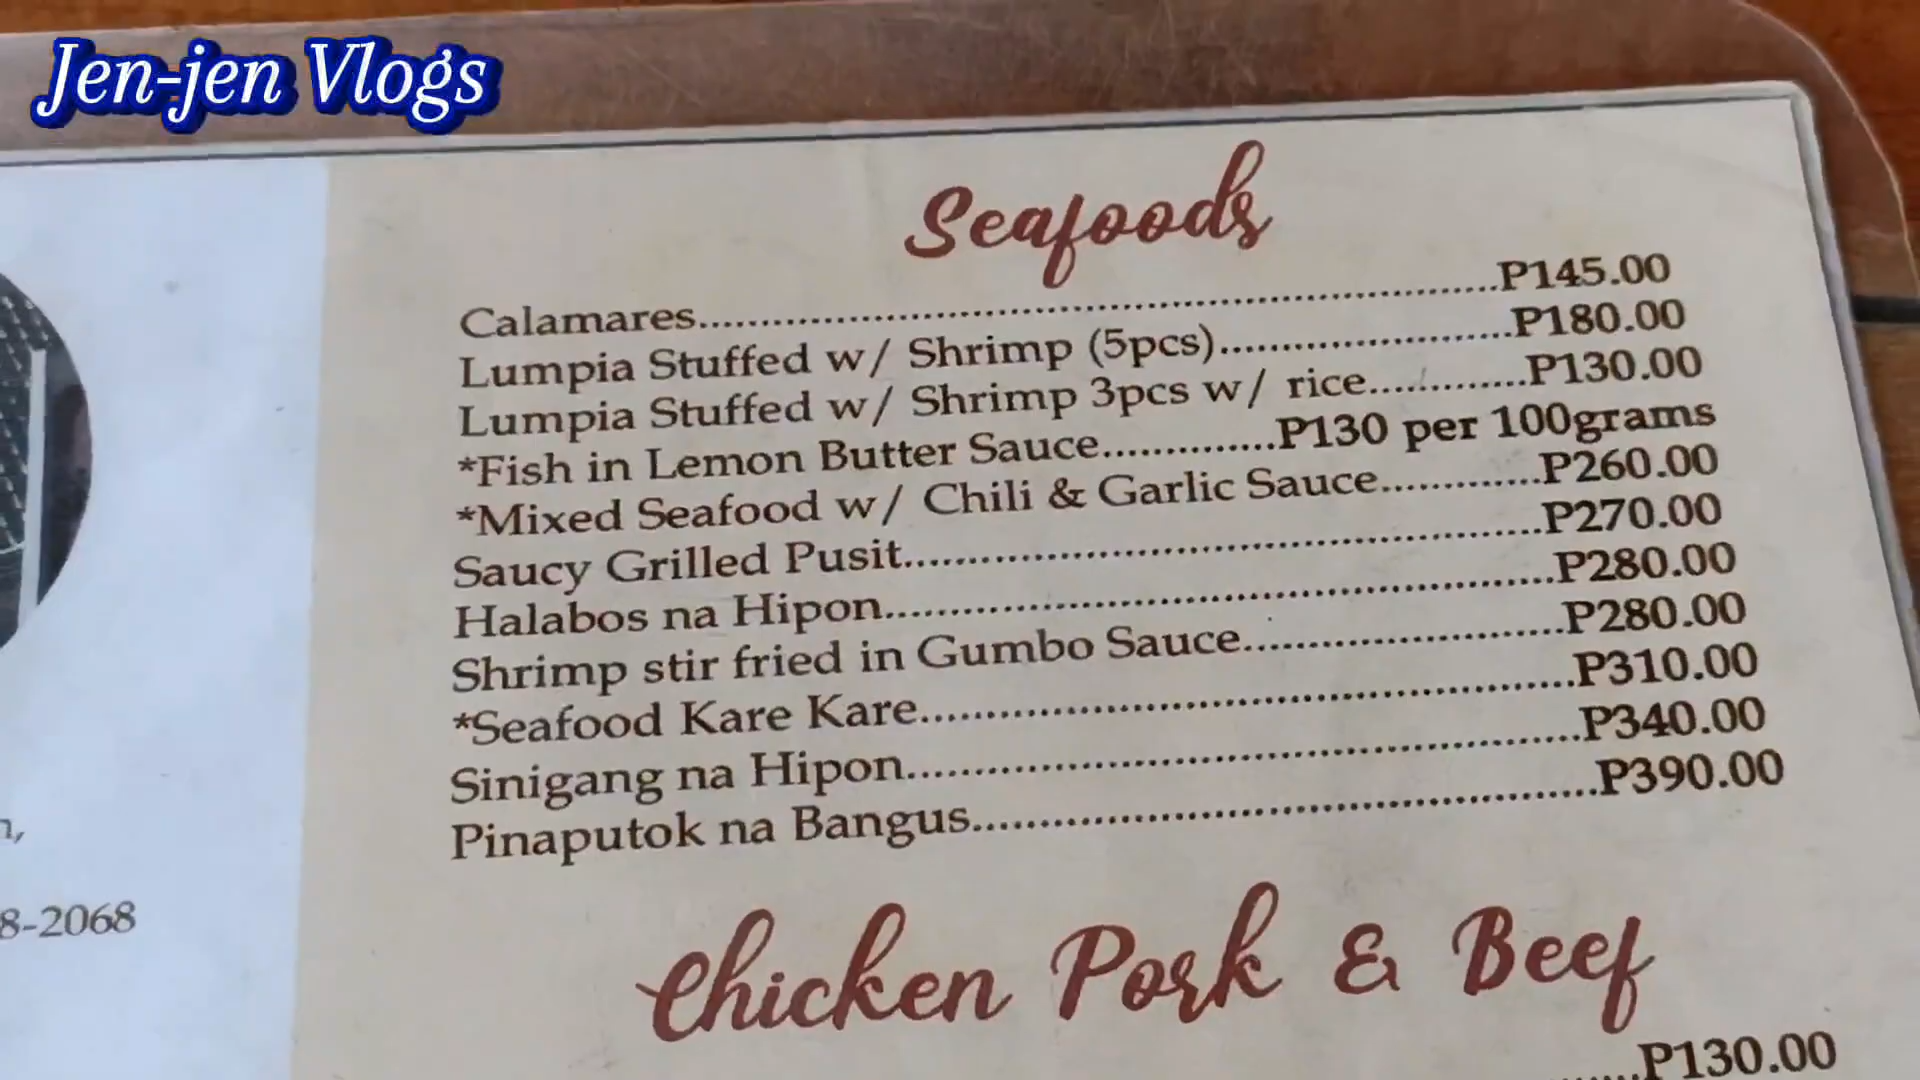 Jen-jen Vlogs
Seafoods
Calamares..........P145.00
Lumpia Stuffed w/ Shrimp (5pcs)..........P180.00
Lumpia Stuffed w/ Shrimp 3pcs w/ rice..........P130.00
*Fish in Lemon Butter Sauce..........P130 per 100grams
*Mixed Seafood w/ Chili & Garlic Sauce..........P260.00
Saucy Grilled Pusit..........P270.00
Halabos na Hipon..........P280.00
Shrimp stir fried in Gumbo Sauce..........P280.00
*Seafood Kare Kare..........P310.00
Sinigang na Hipon..........P340.00
Pinaputok na Bangus..........P390.00
8-2068
Chicken Pork & Beef
P130.00